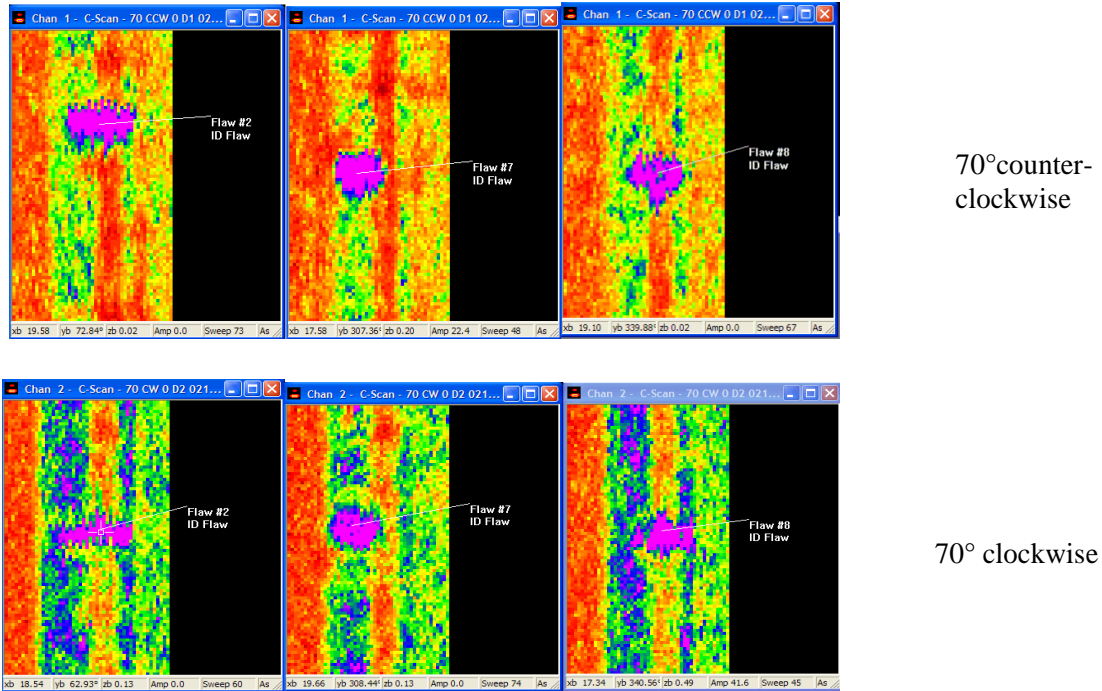 Chan 1 - C-Scan - 70 CCW 0 D1 02...
Flaw #2
ID Flaw
xb 19.58 yb 72.84° zb 0.02 Amp 0.0 Sweep 73 As
Chan 1 - C-Scan - 70 CCW 0 D1 02...
Flaw #7
ID Flaw
xb 17.58 yb 307.36° zb 0.20 Amp 22.4 Sweep 48 As
Chan 1 - C-Scan - 70 CCW 0 D1 02...
Flaw #8
ID Flaw
xb 19.10 yb 339.88° zb 0.02 Amp 0.0 Sweep 67 As
70°counter-
clockwise
Chan 2 - C-Scan - 70 CW 0 D2 021...
Flaw #2
ID Flaw
xb 18.54 yb 62.93° zb 0.13 Amp 0.0 Sweep 60 As
Chan 2 - C-Scan - 70 CW 0 D2 021...
Flaw #7
ID Flaw
xb 19.66 yb 308.44° zb 0.13 Amp 0.0 Sweep 74 As
Chan 2 - C-Scan - 70 CW 0 D2 021...
Flaw #8
ID Flaw
xb 17.34 yb 340.56° zb 0.49 Amp 41.6 Sweep 45 As
70° clockwise